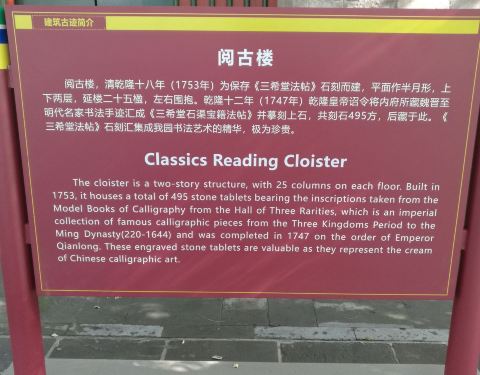 建筑古迹简介
阅古楼
阅古楼，清乾隆十八年（1753年）为保存《三希堂法帖》石刻而建，平面作半月形，上
下两层，延楼二十五楹，左右围抱。乾隆十二年（1747年）乾隆皇帝诏令将内府所藏魏晋至
明代名家书法手迹汇成《三希堂石渠宝籍法帖》并摹刻上石，共刻石495方，后藏于此。《
三希堂法帖》石刻汇集成我园书法艺术的精华，极为珍贵。
Classics Reading Cloister
The cloister is a two-story structure, with 25 columns on each floor. Built in
1753, it houses a total of 495 stone tablets bearing the inscriptions taken from the
Model Books of Calligraphy from the Hall of Three Rarities, which is an imperial
collection of famous calligraphic pieces from the Three Kingdoms Period to the
Ming Dynasty(220-1644) and was completed in 1747 on the order of Emperor
Qianlong. These engraved stone tablets are valuable as they represent the cream
of Chinese calligraphic art.